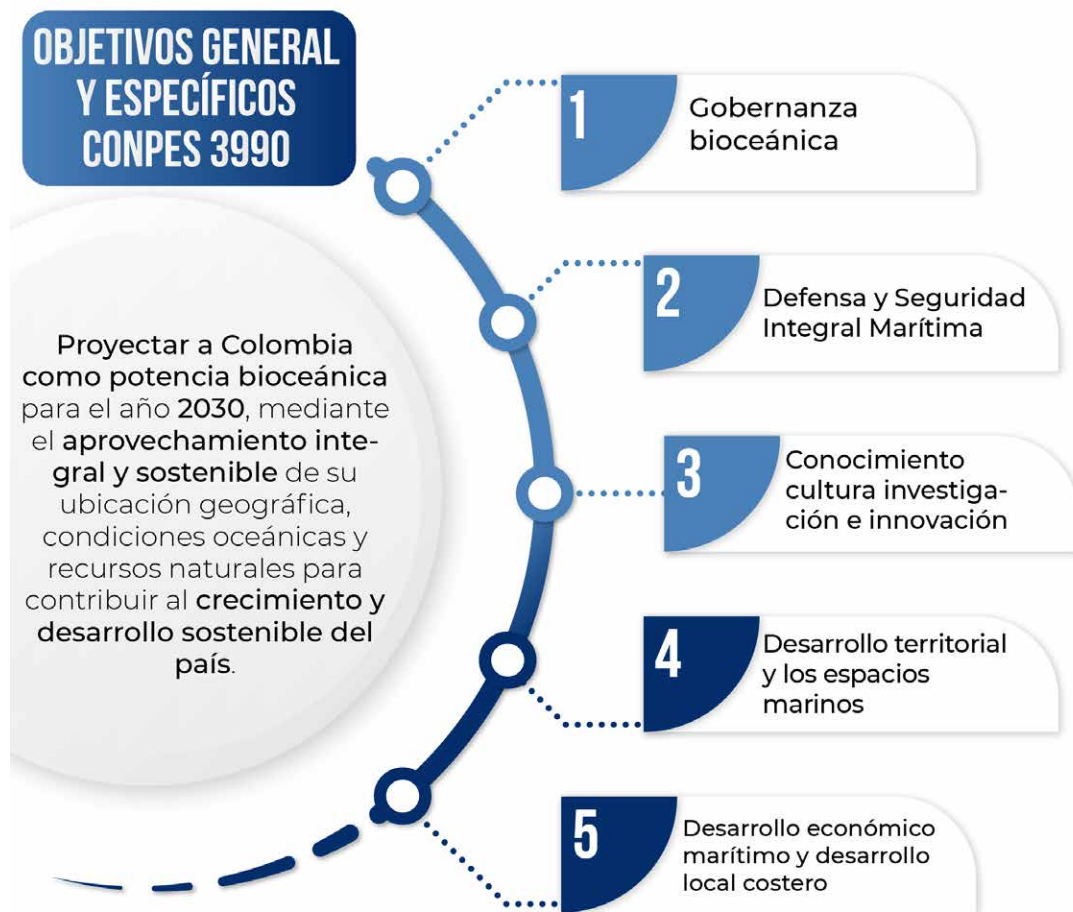 OBJETIVOS GENERAL
Y ESPECÍFICOS
CONPES 3990
Proyectar a Colombia
como potencia bioceánica
para el año 2030, mediante
el aprovechamiento inte-
gral y sostenible de su
ubicación geográfica,
condiciones oceánicas y
recursos naturales para
contribuir al crecimiento y
desarrollo sostenible del
país.
1
Gobernanza
bioceánica
2
Defensa y Seguridad
Integral Marítima
3
Conocimiento
cultura investiga-
ción e innovación
4
Desarrollo territorial
y los espacios
marinos
5
Desarrollo económico
marítimo y desarrollo
local costero